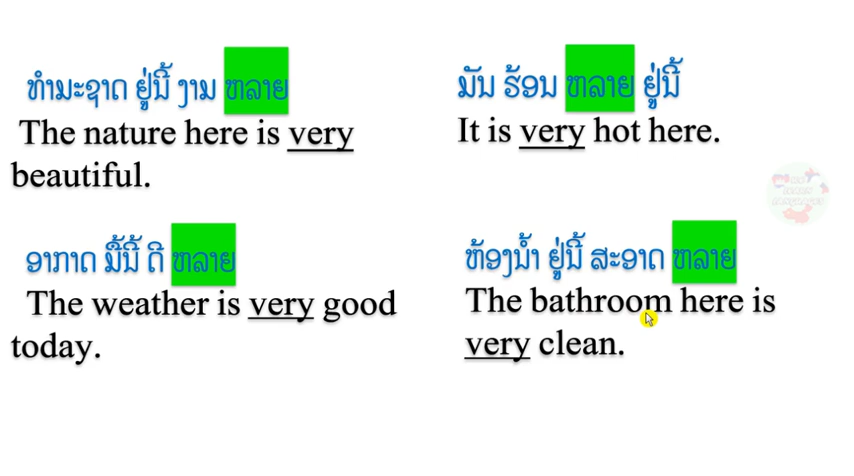 ທຳມະຊາດ ຢູ່ນີ້ ງາມ ຫລາຍ
The nature here is very
beautiful.
ມັນ ຮ້ອນ ຫລາຍ ຢູ່ນີ້
It is very hot here.
ອາກາດ ມື້ນີ້ ດີ ຫລາຍ
The weather is very good
today.
ຫ້ອງນ້ຳ ຢູ່ນີ້ ສະອາດ ຫລາຍ
The bathroom here is
very clean.